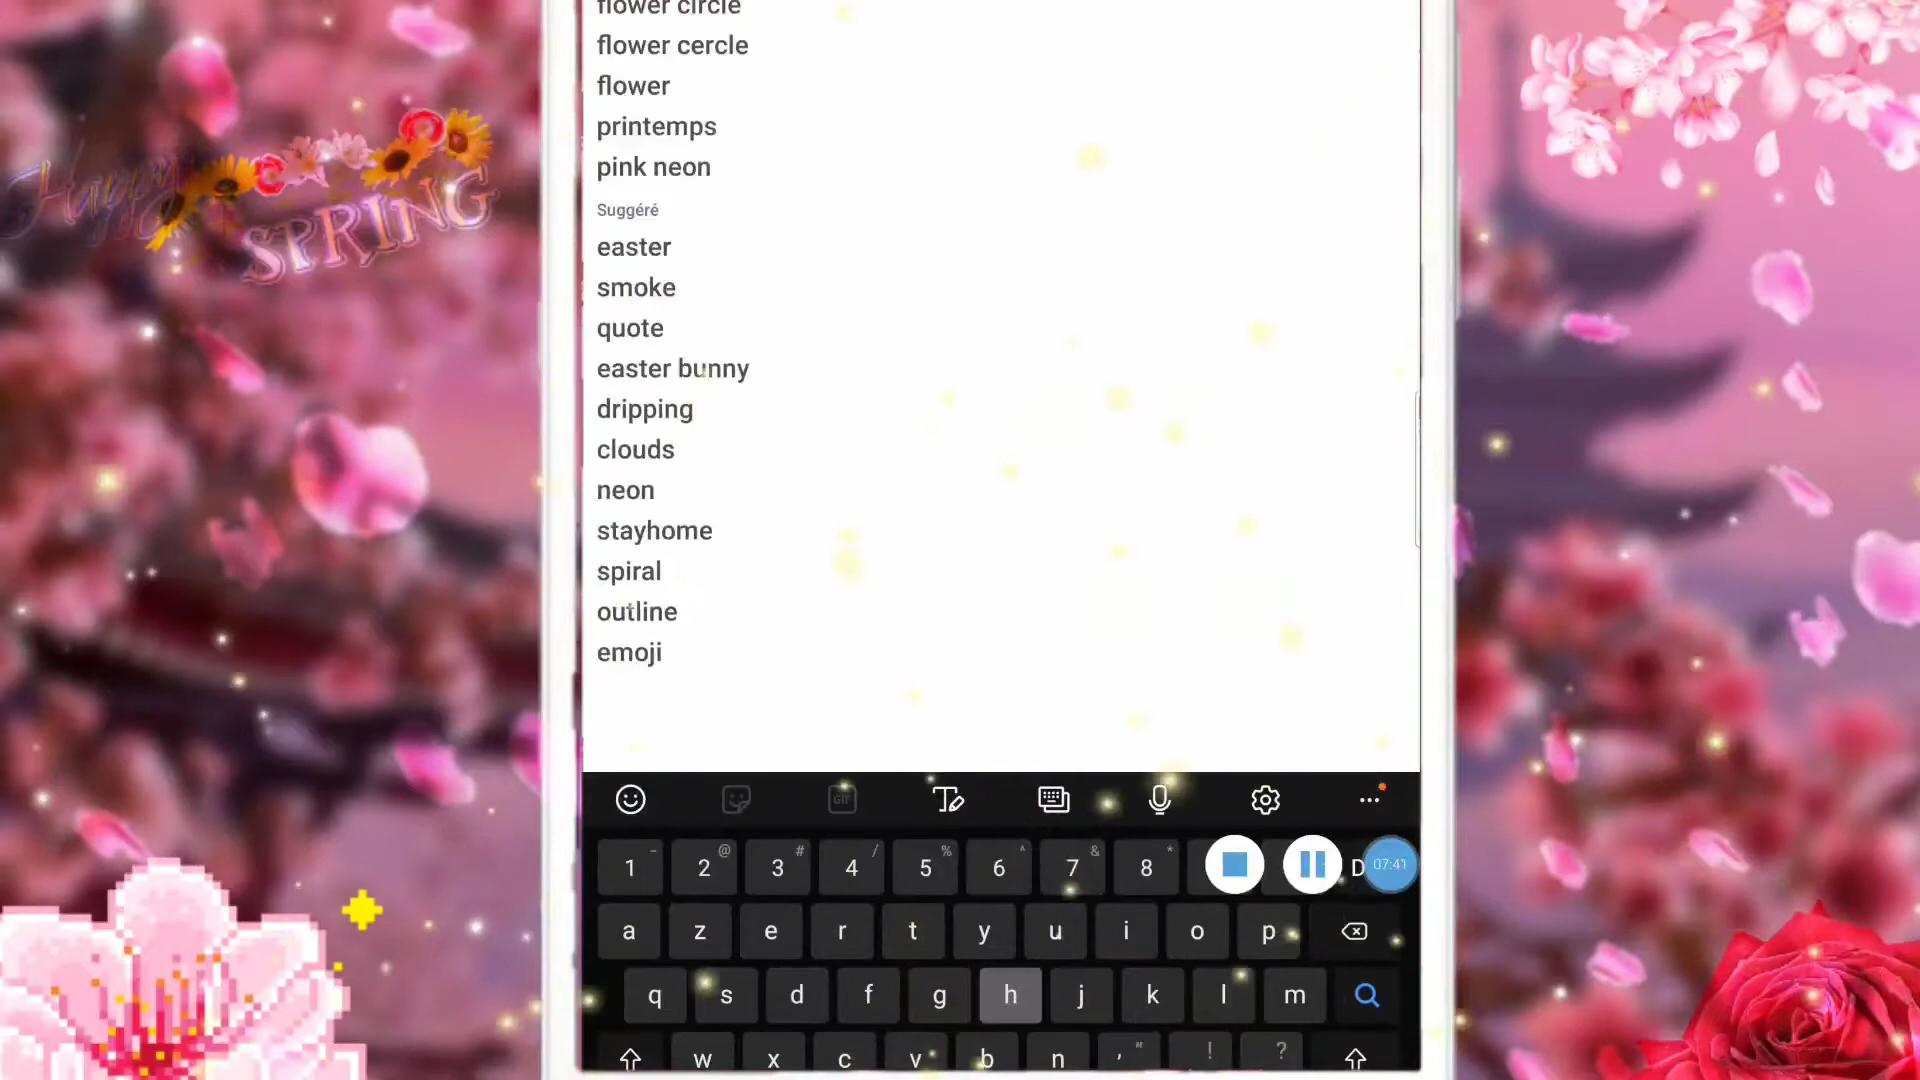 flower circle
flower cercle
flower
printemps
pink neon
Suggéré
easter
smoke
quote
easter bunny
dripping
clouds
neon
stayhome
spiral
outline
emoji
Happy
SPRING
GIF
1 - 2 @ 3 # 4 / 5 % 6 ^ 7 & 8 * D 07:41
a z e r t y u i o p
q s d f g h j k l m
w x c v b n , " ! ?